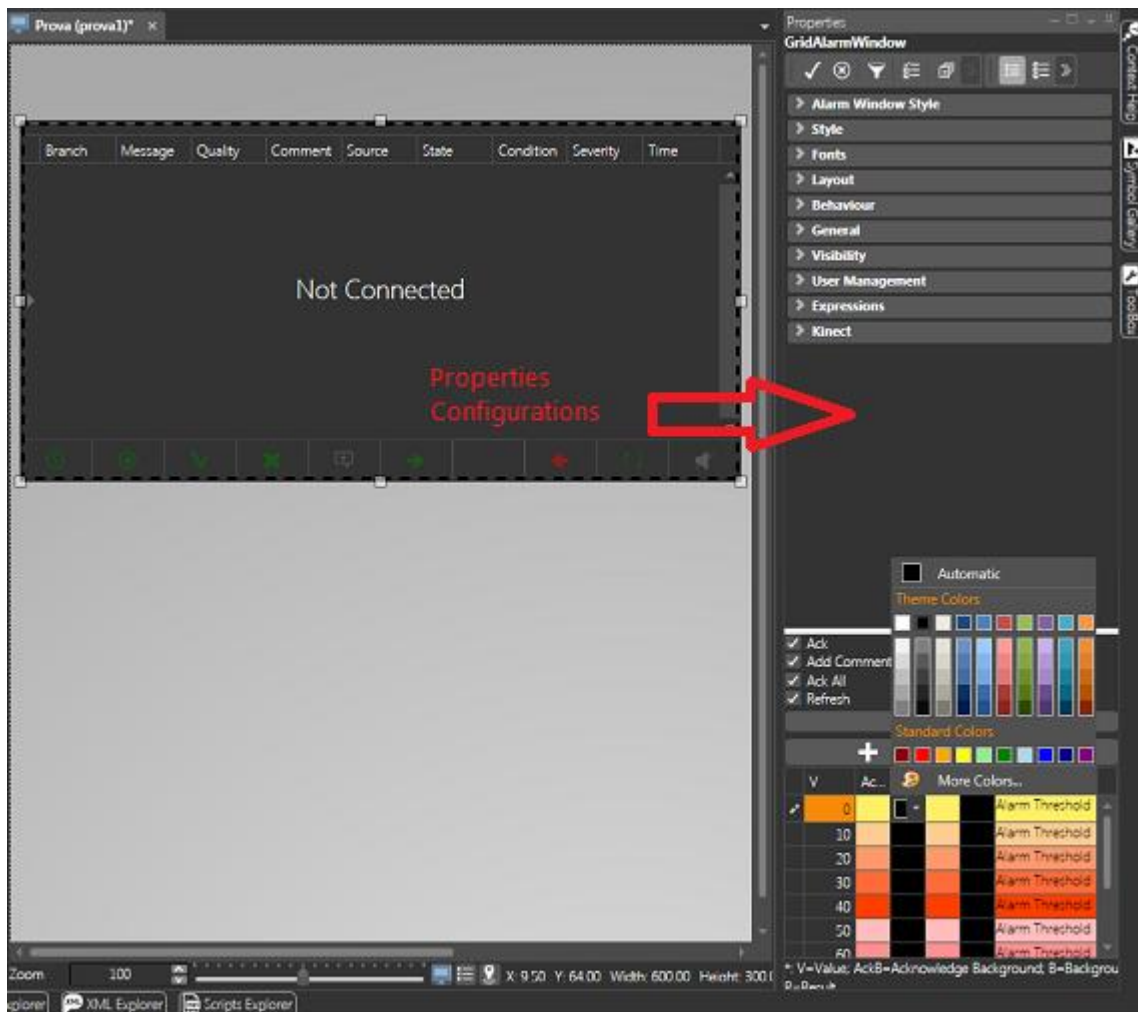 Prova (prova1)* ×
Properties
GridAlarmWindow
Alarm Window Style
Style
Fonts
Layout
Behaviour
General
Visibility
User Management
Expressions
Kinect
Context Help
Symbol Gallery
ToolBox
Branch Message Quality Comment Source State Condition Severity Time
Not Connected
Properties
Configurations
Automatic
Theme Colors
Ack
Add Comment
Ack All
Refresh
Standard Colors
More Colors...
V Ac...
0 Alarm Threshold
10 Alarm Threshold
20 Alarm Threshold
30 Alarm Threshold
40 Alarm Threshold
50 Alarm Threshold
60 Alarm Threshold
*: V=Value; AckB=Acknowledge Background; B=Backgrou
Zoom 100 X: 9.50 Y: 64.00 Width: 600.00 Height: 300.(
xplorer XML Explorer Scripts Explorer